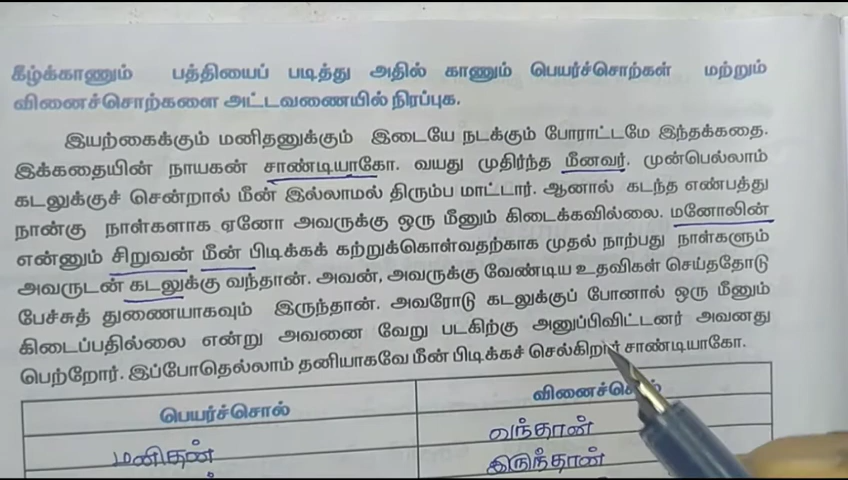 கீழ்க்காணும் பத்தியைப் படித்து அதில் காணும் பெயர்ச்சொற்கள் மற்றும்
வினைச்சொற்களை அட்டவணையில் நிரப்புக.
இயற்கைக்கும் மனிதனுக்கும் இடையே நடக்கும் போராட்டமே இந்தக்கதை.
இக்கதையின் நாயகன் சாண்டியாகோ. வயது முதிர்ந்த மீனவர். முன்பெல்லாம்
கடலுக்குச் சென்றால் மீன் இல்லாமல் திரும்ப மாட்டார். ஆனால் கடந்த எண்பத்து
நான்கு நாள்களாக ஏனோ அவருக்கு ஒரு மீனும் கிடைக்கவில்லை. மனோலின்
என்னும் சிறுவன் மீன் பிடிக்கக் கற்றுக்கொள்வதற்காக முதல் நாற்பது நாள்களும்
அவருடன் கடலுக்கு வந்தான். அவன், அவருக்கு வேண்டிய உதவிகள் செய்ததோடு
பேச்சுத் துணையாகவும் இருந்தான். அவரோடு கடலுக்குப் போனால் ஒரு மீனும்
கிடைப்பதில்லை என்று அவனை வேறு படகிற்கு அனுப்பிவிட்டனர் அவனது
பெற்றோர். இப்போதெல்லாம் தனியாகவே மீன் பிடிக்கச் செல்கிறார் சாண்டியாகோ.
பெயர்ச்சொல் வினைச்சொல்
மனிதன் வந்தான்
இருந்தான்